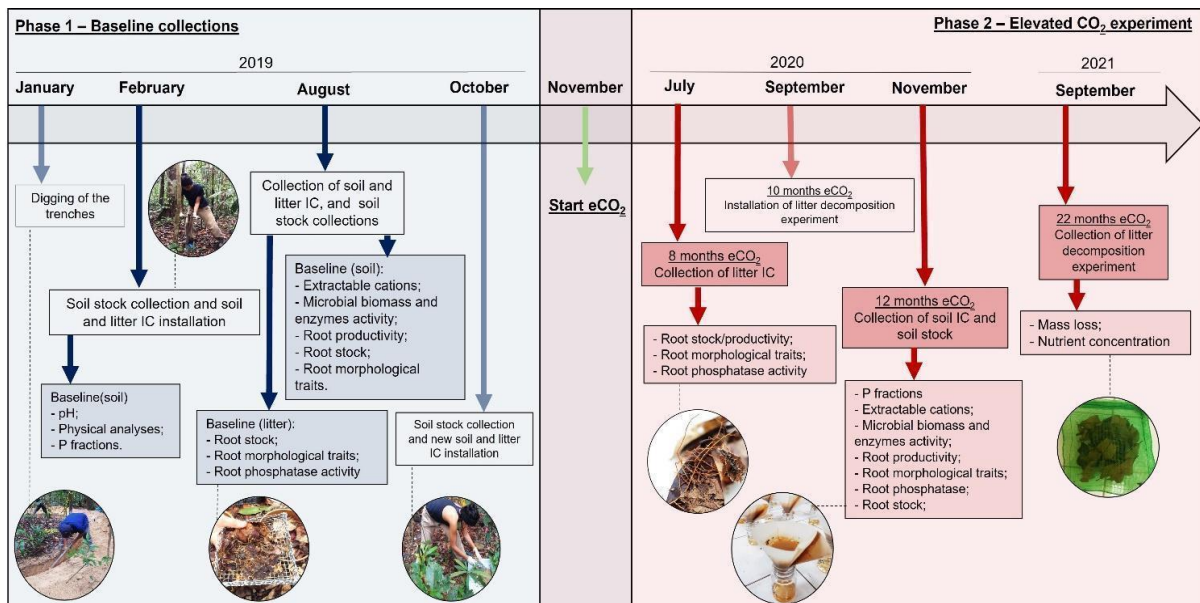 Phase 1 – Baseline collections
2019
January
February
August
October
Digging of the
trenches
Soil stock collection and soil
and litter IC installation
Baseline(soil)
- pH;
- Physical analyses;
- P fractions.
Collection of soil and
litter IC, and soil
stock collections
Baseline (soil):
- Extractable cations;
- Microbial biomass and
enzymes activity;
- Root productivity;
- Root stock;
- Root morphological
traits.
Baseline (litter):
- Root stock;
- Root morphological traits;
- Root phosphatase activity
Soil stock collection
and new soil and litter
IC installation
November
Start eCO₂
Phase 2 – Elevated CO₂ experiment
2020
2021
July
September
November
September
8 months eCO₂
Collection of litter IC
- Root stock/productivity;
- Root morphological traits;
- Root phosphatase activity
10 months eCO₂
Installation of litter decomposition
experiment
12 months eCO₂
Collection of soil IC and
soil stock
- P fractions
- Extractable cations;
- Microbial biomass and
enzymes activity;
- Root productivity;
- Root morphological traits;
- Root phosphatase;
- Root stock;
22 months eCO₂
Collection of litter
decomposition
experiment
- Mass loss;
- Nutrient concentration